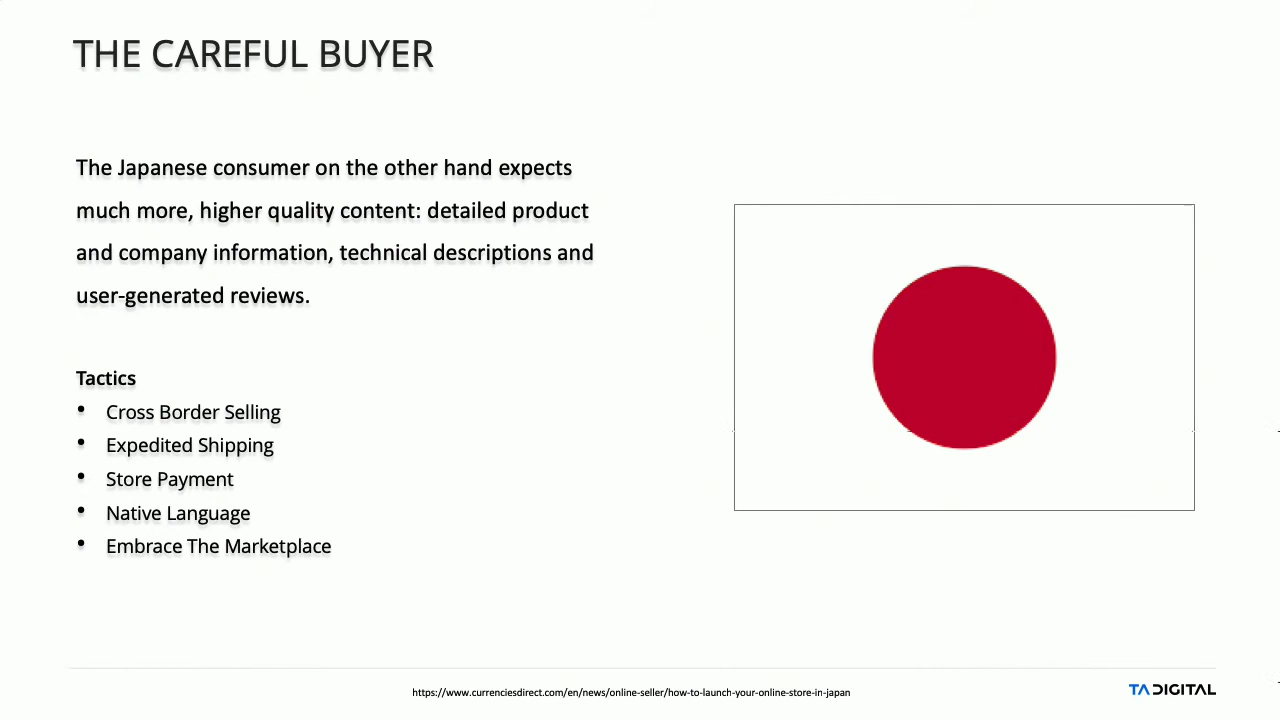 THE CAREFUL BUYER
The Japanese consumer on the other hand expects
much more, higher quality content: detailed product
and company information, technical descriptions and
user-generated reviews.
Tactics
• Cross Border Selling
• Expedited Shipping
• Store Payment
• Native Language
• Embrace The Marketplace
https://www.currenciesdirect.com/en/news/online-seller/how-to-launch-your-online-store-in-japan
TA DIGITAL